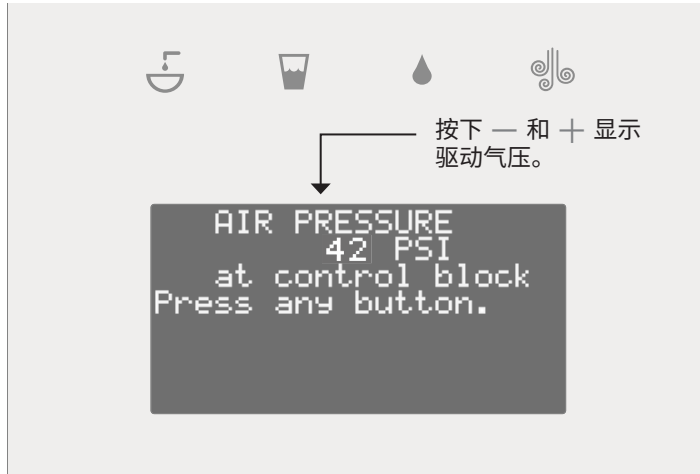 按下 — 和 + 显示
驱动气压。
AIR PRESSURE
42 PSI
at control block
Press any button.